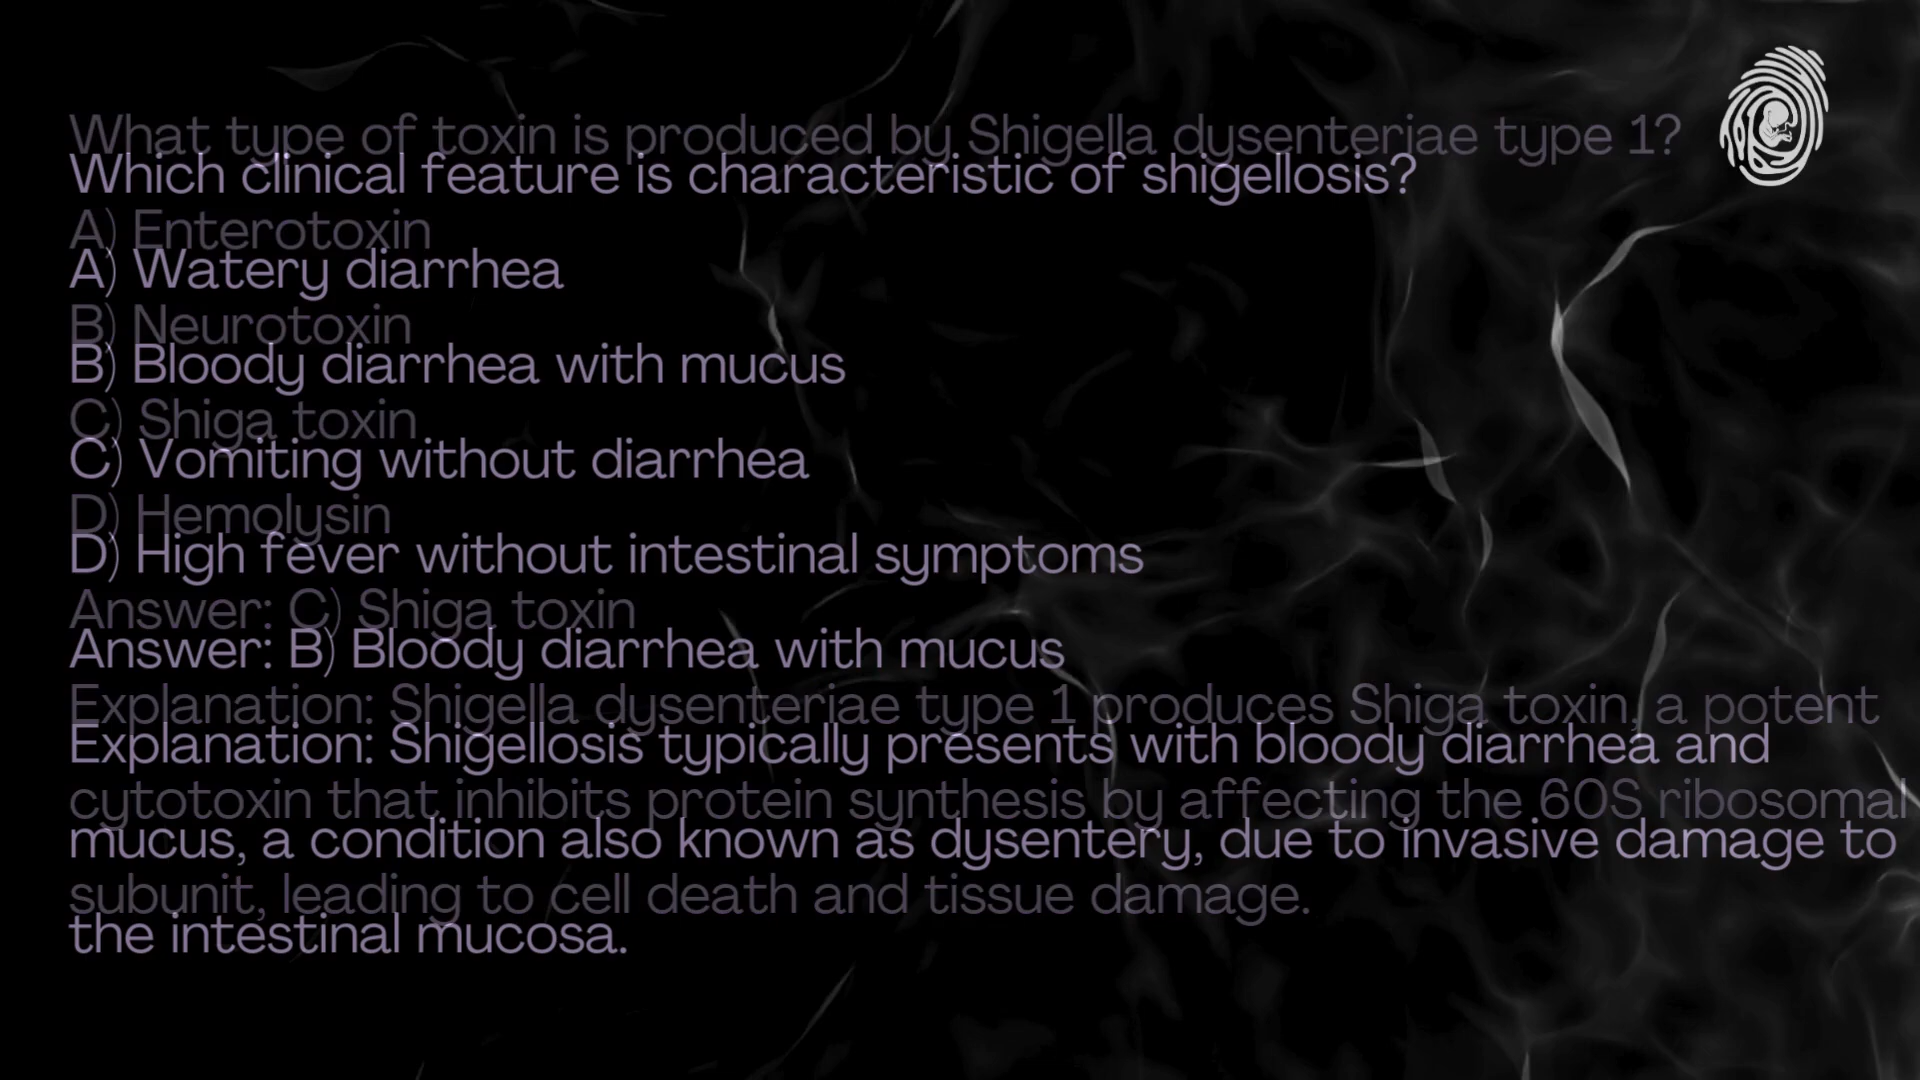 What type of toxin is produced by Shigella dysenteriae type 1?
Which clinical feature is characteristic of shigellosis?
A) Enterotoxin
A) Watery diarrhea
B) Neurotoxin
B) Bloody diarrhea with mucus
C) Shiga toxin
C) Vomiting without diarrhea
D) Hemolysin
D) High fever without intestinal symptoms
Answer: C) Shiga toxin
Answer: B) Bloody diarrhea with mucus
Explanation: Shigella dysenteriae type 1 produces Shiga toxin, a potent
Explanation: Shigellosis typically presents with bloody diarrhea and
cytotoxin that inhibits protein synthesis by affecting the 60S ribosomal
mucus, a condition also known as dysentery, due to invasive damage to
subunit, leading to cell death and tissue damage.
the intestinal mucosa.